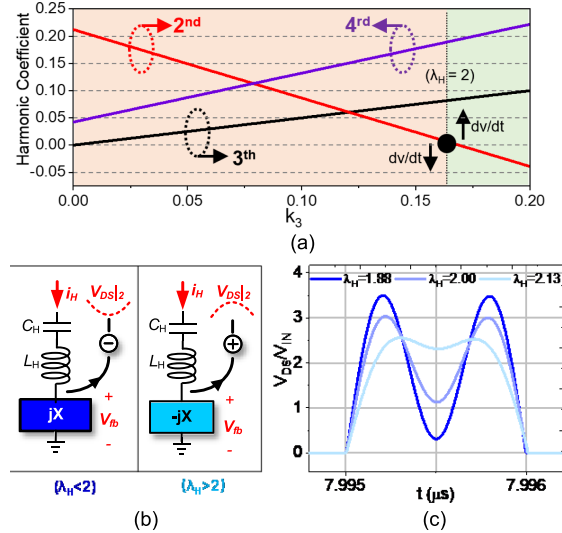 0.25
0.20
0.15
0.10
0.05
0.00
-0.05
Harmonic Coefficient
2nd
4rd
(λH = 2)
dv/dt
dv/dt
3th
0.00
0.05
0.10
0.15
0.20
k3
(a)
iH
VDS|2
CH
LH
−
jX
+
Vfb
-
{λH<2}
iH
VDS|2
CH
LH
+
-jX
+
Vfb
-
{λH>2}
(b)
λH=1.88
λH=2.00
λH=2.13
4
3
2
1
0
VDS/VIN
7.995
7.996
t (μs)
(c)